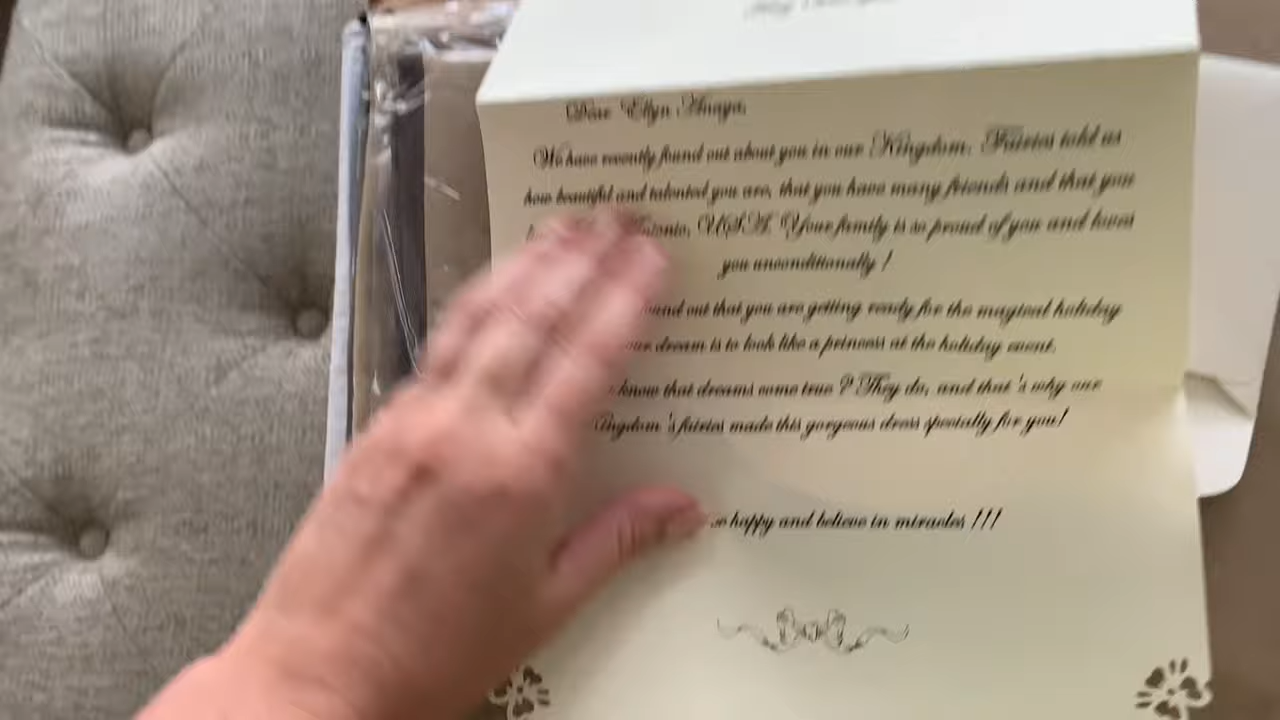 Dear Ellyn Anaya,
We have recently found out about you in our Kingdom. Fairies told us
how beautiful and talented you are, that you have many friends and that you
USA. Your family is so proud of you and loves
you unconditionally !
that you are getting ready for the magical holiday
dream is to look like a princess at the holiday event.
know that dreams come true ? They do, and that's why our
fairies made this gorgeous dress specially for you!
so happy and believe in miracles !!!